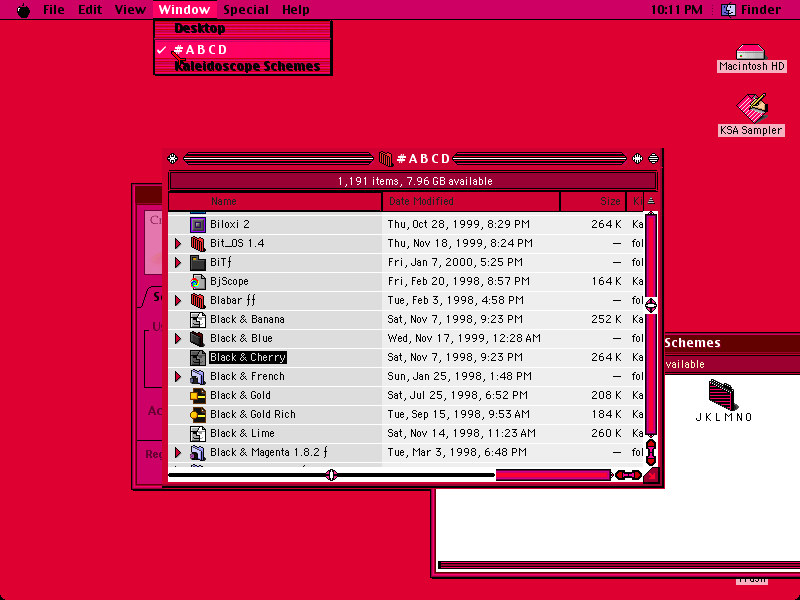 File Edit View Window Special Help 10:11 PM Finder
Desktop
✓ #ABCD
Kaleidoscope Schemes
Macintosh HD
KSA Sampler
#ABCD
1,191 items, 7.96 GB available
Name Date Modified Size Ki
Biloxi 2 Thu, Oct 28, 1999, 8:29 PM 264 K Ka
Bit_OS 1.4 Thu, Nov 18, 1999, 8:24 PM — fol
BiTƒ Fri, Jan 7, 2000, 5:25 PM — fol
BjScope Fri, Feb 20, 1998, 8:57 PM 164 K Ka
Blabar ƒƒ Tue, Feb 3, 1998, 4:58 PM — fol
Black & Banana Sat, Nov 7, 1998, 9:23 PM 252 K Ka
Black & Blue Wed, Nov 17, 1999, 12:28 AM — fol
Black & Cherry Sat, Nov 7, 1998, 9:23 PM 264 K Ka
Black & French Sun, Jan 25, 1998, 1:48 PM — fol
Black & Gold Sat, Jul 25, 1998, 6:52 PM 208 K Ka
Black & Gold Rich Tue, Sep 15, 1998, 9:53 AM 184 K Ka
Black & Lime Sat, Nov 14, 1998, 11:23 AM 260 K Ka
Black & Magenta 1.8.2 ƒ Tue, Mar 3, 1998, 6:48 PM — fol
Schemes
vailable
JKLMNO
Trash